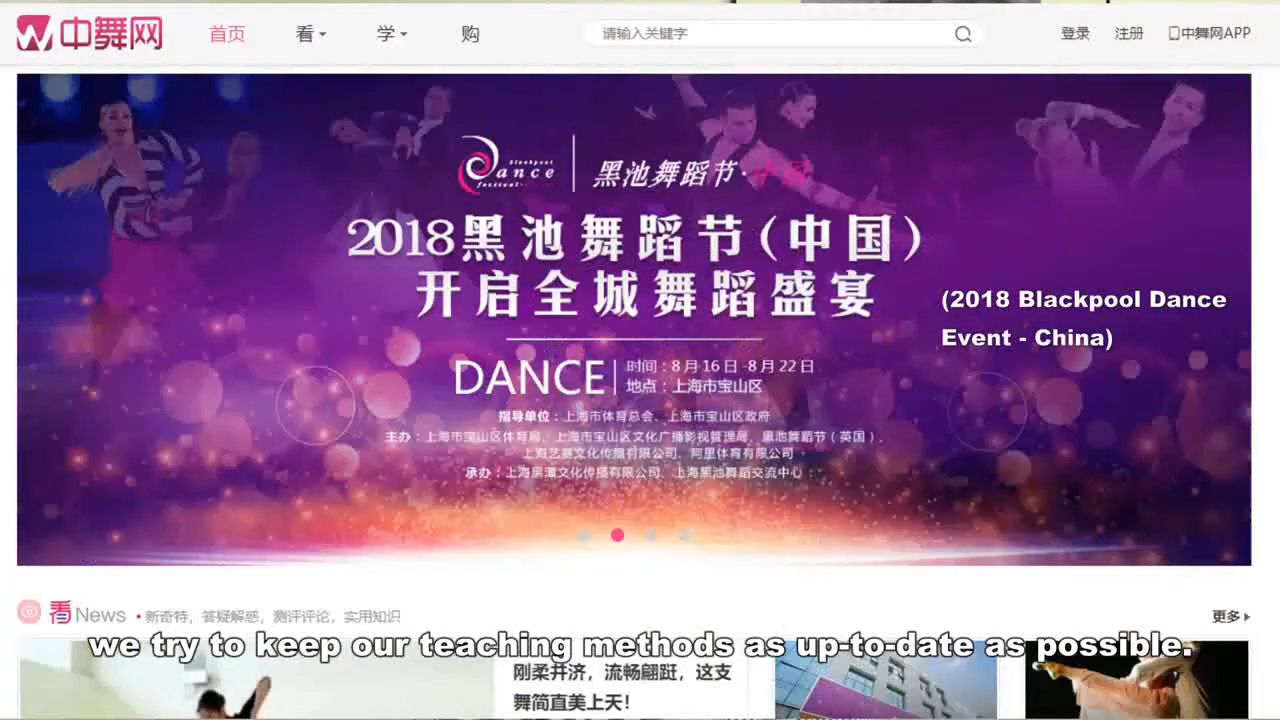 中舞网
首页
看
学
购
请输入关键字
登录
注册
中舞网APP
Dance
blackpool
festival
黑池舞蹈节·中国
2018黑池舞蹈节(中国)
开启全城舞蹈盛宴
(2018 Blackpool Dance
Event - China)
DANCE
时间:8月16日-8月22日
地点:上海市宝山区
指导单位:上海市体育总会、上海市宝山区政府
主办:上海市宝山区体育局、上海市宝山区文化广播影视管理局、黑池舞蹈节(英国)、
上海艺赛文化传播有限公司、阿里体育有限公司
文化传播有限公司、上海黑池舞蹈交流中心
看News
·新奇特,答疑解惑,测评评论,实用知识
更多
we try to keep our teaching methods as up-to-date as possible.
刚柔并济,流畅翩跹,这支
舞简直美上天!